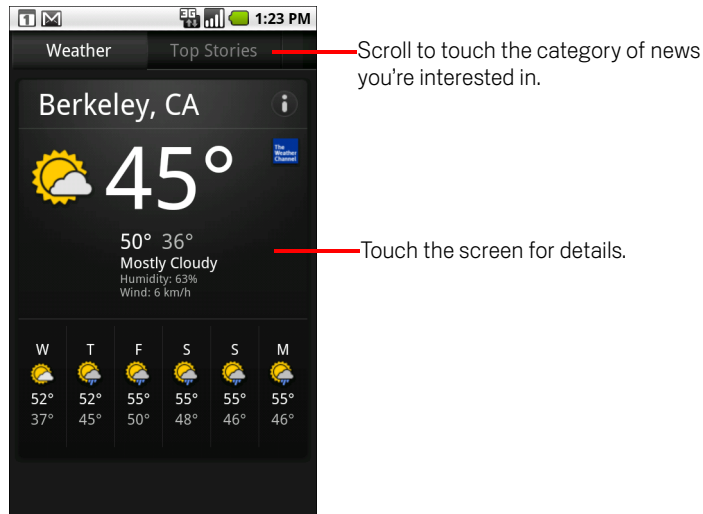 1 3G 1:23 PM
Weather Top Stories
Scroll to touch the category of news
you're interested in.
Berkeley, CA
i
The
Weather
Channel
45°
50° 36°
Mostly Cloudy
Humidity: 63%
Wind: 6 km/h
Touch the screen for details.
W T F S S M
52° 52° 55° 55° 55° 55°
37° 45° 50° 48° 46° 46°